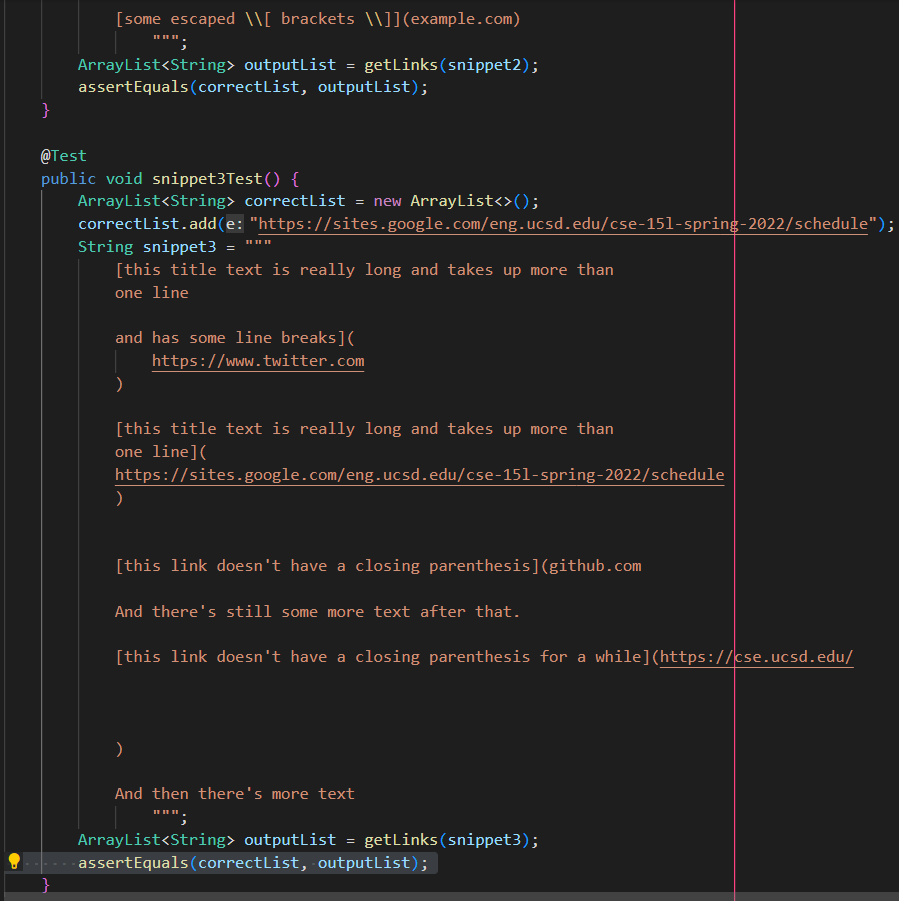 [some escaped \\[ brackets \\]](example.com)
""";
ArrayList<String> outputList = getLinks(snippet2);
assertEquals(correctList, outputList);
}
@Test
public void snippet3Test() {
ArrayList<String> correctList = new ArrayList<>();
correctList.add(e: "https://sites.google.com/eng.ucsd.edu/cse-15l-spring-2022/schedule");
String snippet3 = """
[this title text is really long and takes up more than
one line
and has some line breaks](
https://www.twitter.com
)
[this title text is really long and takes up more than
one line](
https://sites.google.com/eng.ucsd.edu/cse-15l-spring-2022/schedule
)
[this link doesn't have a closing parenthesis](github.com
And there's still some more text after that.
[this link doesn't have a closing parenthesis for a while](https://cse.ucsd.edu/
)
And then there's more text
""";
ArrayList<String> outputList = getLinks(snippet3);
assertEquals(correctList, outputList);
}